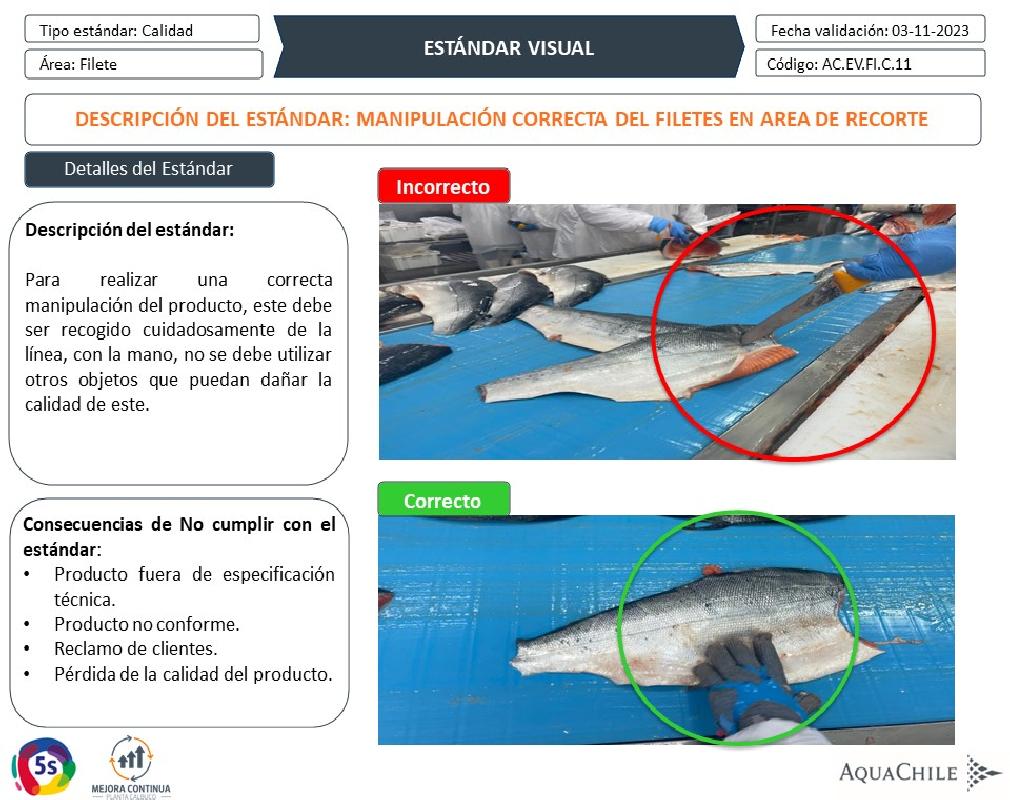 Tipo estándar: Calidad
Área: Filete
ESTÁNDAR VISUAL
Fecha validación: 03-11-2023
Código: AC.EV.FI.C.11
DESCRIPCIÓN DEL ESTÁNDAR: MANIPULACIÓN CORRECTA DEL FILETES EN AREA DE RECORTE
Detalles del Estándar
Descripción del estándar:
Para realizar una correcta
manipulación del producto, este debe
ser recogido cuidadosamente de la
línea, con la mano, no se debe utilizar
otros objetos que puedan dañar la
calidad de este.
Consecuencias de No cumplir con el
estándar:
• Producto fuera de especificación
técnica.
• Producto no conforme.
• Reclamo de clientes.
• Pérdida de la calidad del producto.
Incorrecto
Correcto
5s
MEJORA CONTINUA
PLANTA CALBUCO
AQUACHILE